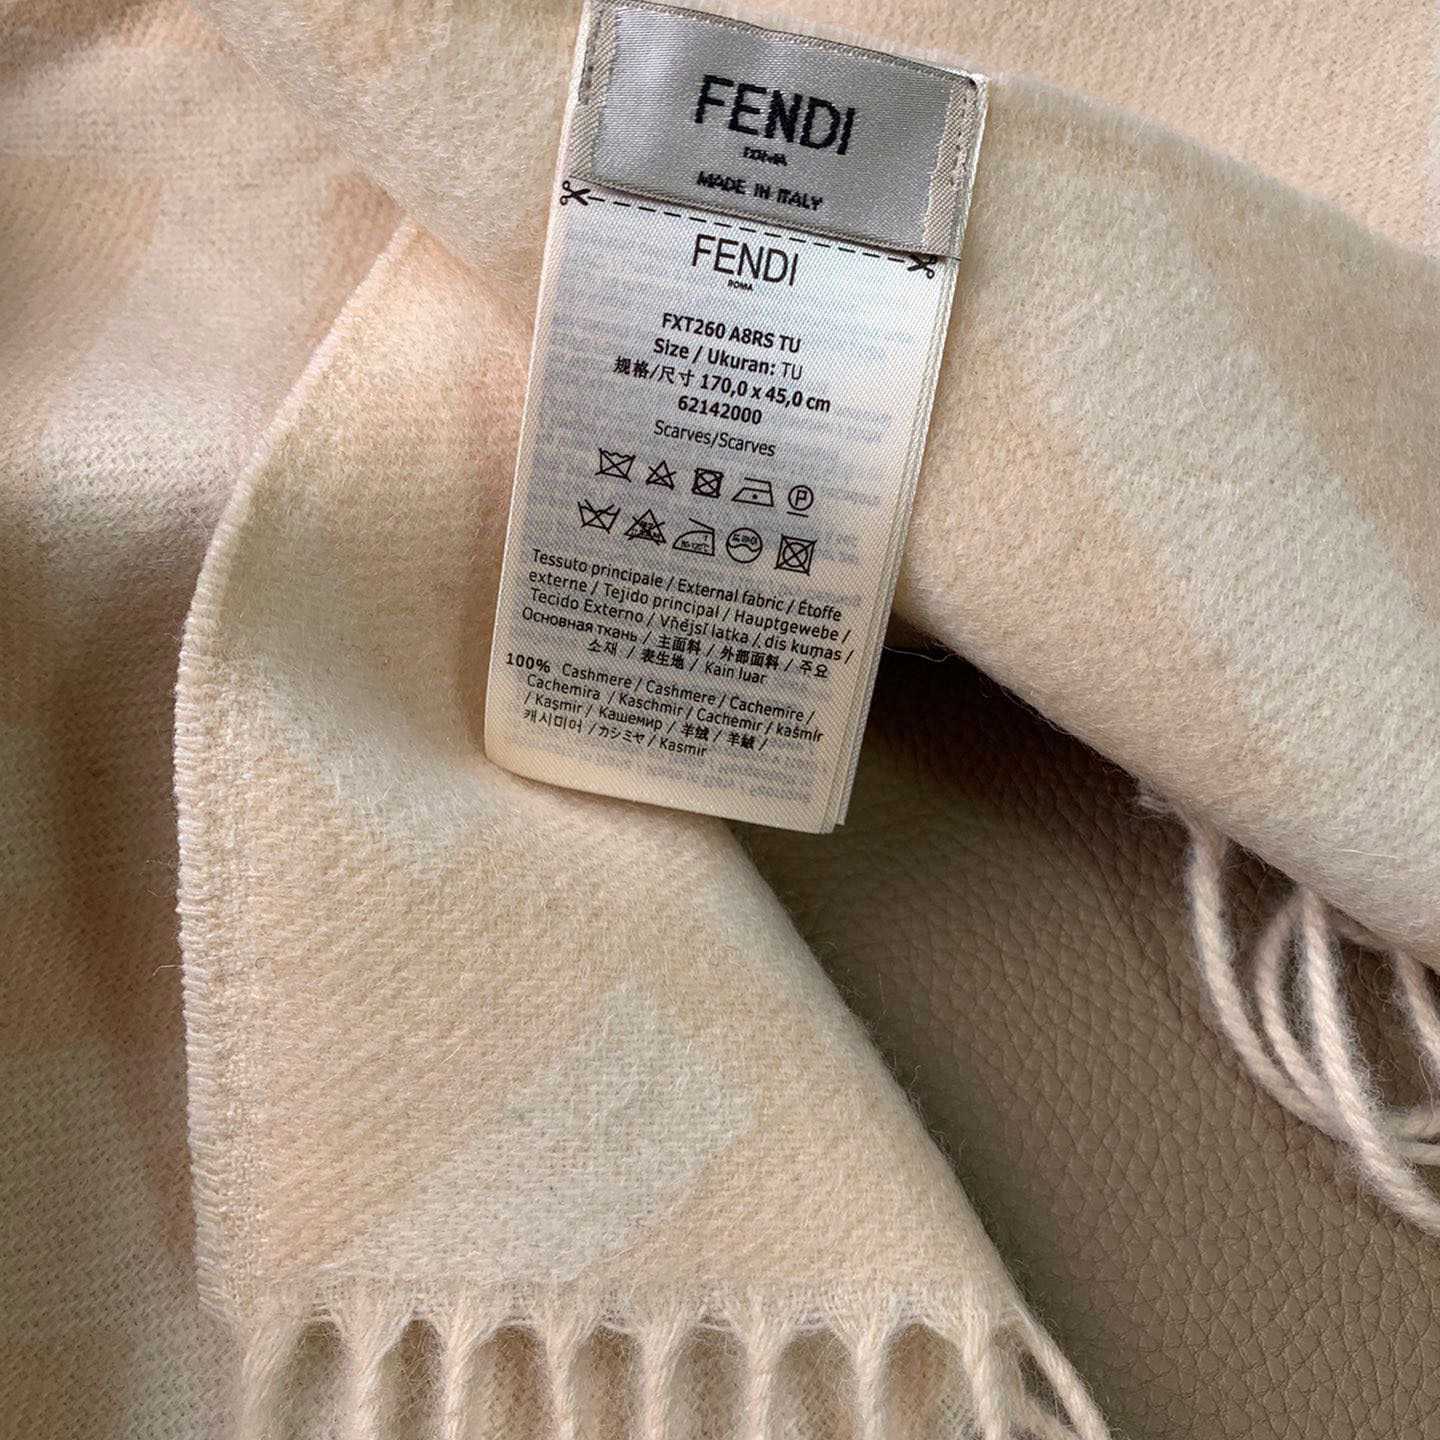 FENDI
ROMA
MADE IN ITALY
FENDI
ROMA
FXT260 A8RS TU
Size / Ukuran: TU
规格/尺寸 170,0 x 45,0 cm
62142000
Scarves/Scarves
P
Tessuto principale / External fabric / Étoffe
externe / Tejido principal / Hauptgewebe /
Tecido Externo / Vňéjsî latka / dis kumas /
Основная ткань / 主面料 / 外部面料 / 주요
소재 / 表生地 / Kain luar
100% Cashmere / Cashmere / Cachemire /
Cachemira / Kaschmir / Cachemir / kašmír
/ Kaşmir / Кашемир / 羊绒 / 羊絨 /
캐시미어 / カシミヤ / Kasmir